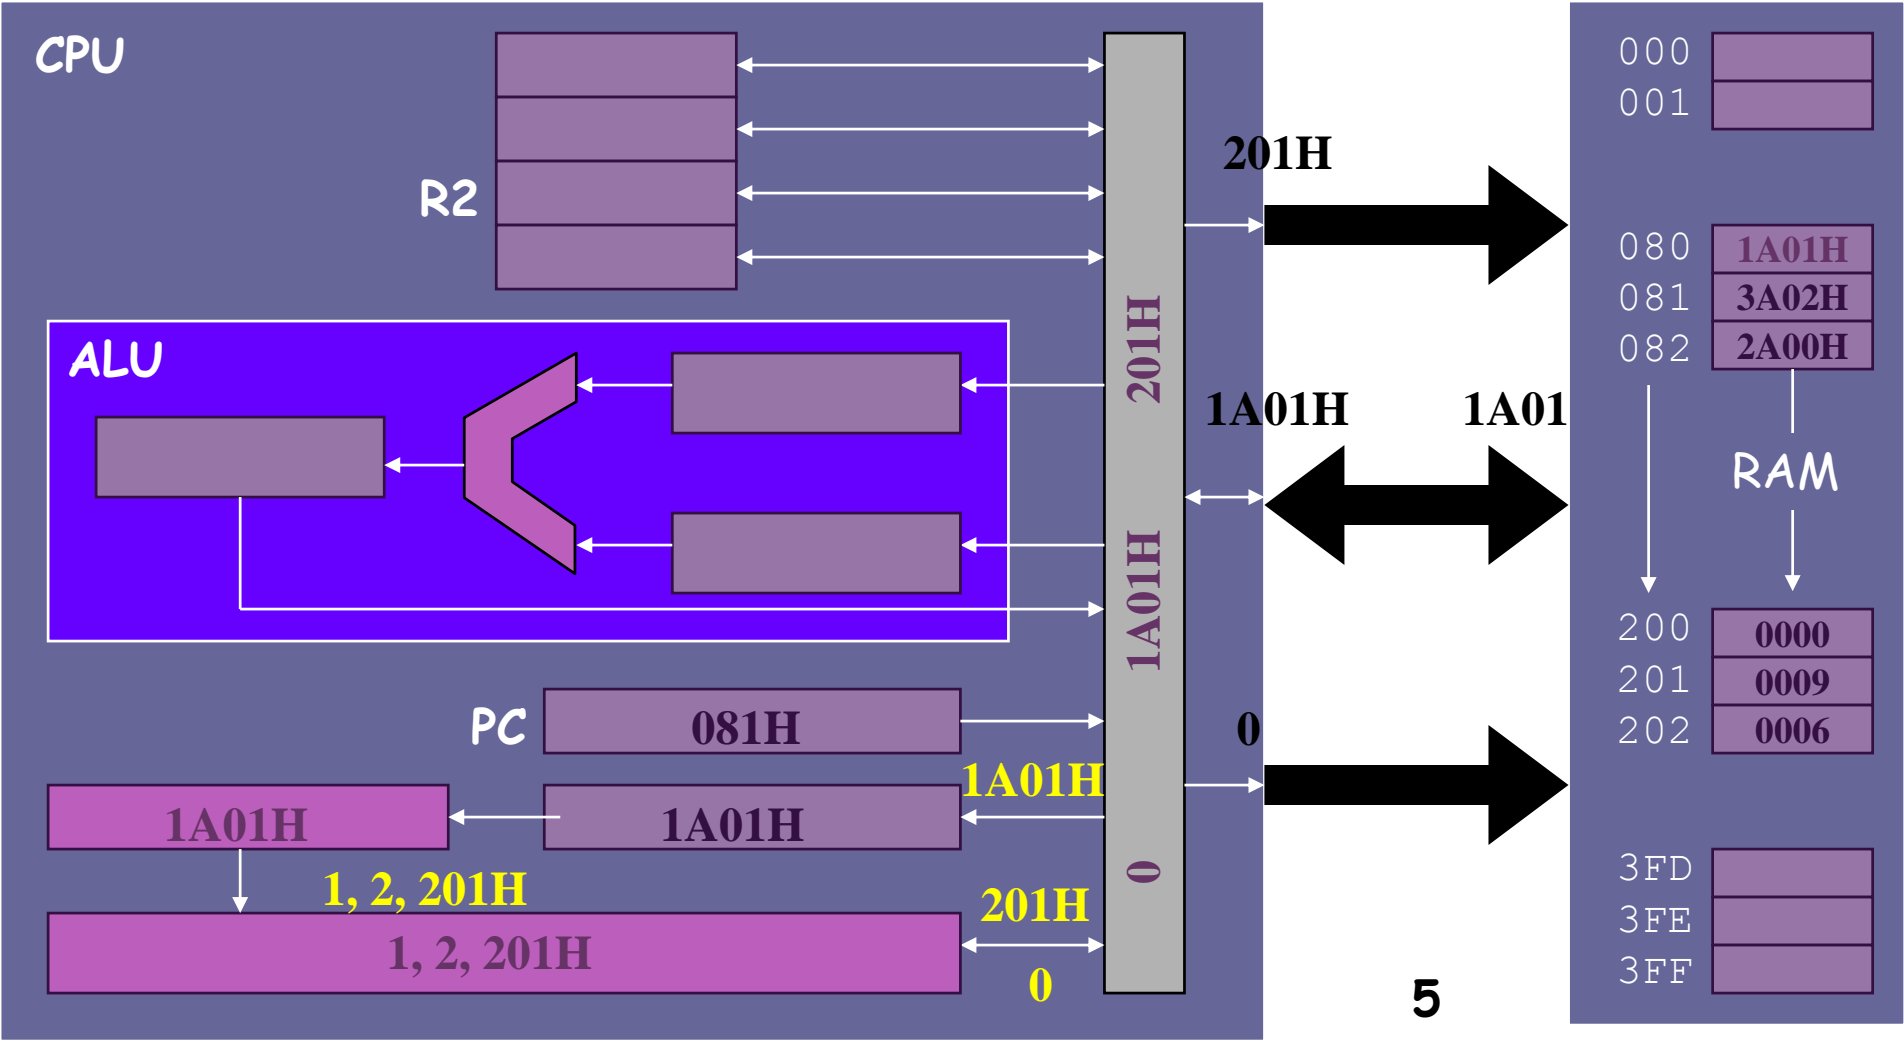 CPU
R2
ALU
PC
081H
1A01H
1A01H
1A01H
1, 2, 201H
1, 2, 201H
201H
0
201H
1A01H
0
201H
1A01H
1A01
0
5
000
001
080 1A01H
081 3A02H
082 2A00H
RAM
200 0000
201 0009
202 0006
3FD
3FE
3FF